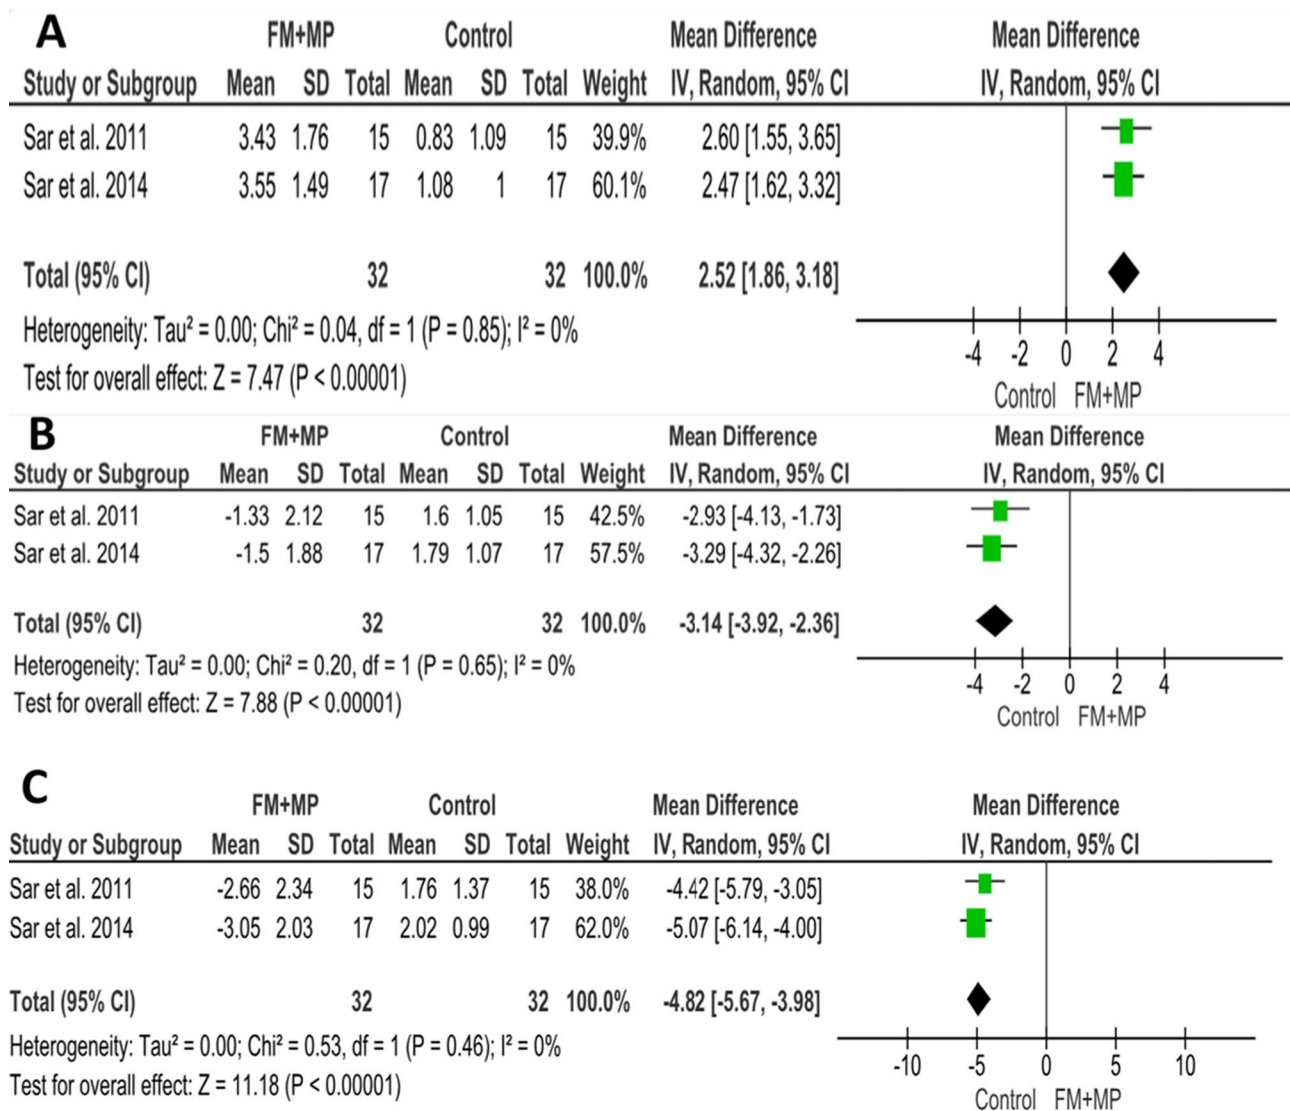 A
FM+MP Control Mean Difference Mean Difference
Study or Subgroup Mean SD Total Mean SD Total Weight IV, Random, 95% CI IV, Random, 95% CI
Sar et al. 2011 3.43 1.76 15 0.83 1.09 15 39.9% 2.60 [1.55, 3.65]
Sar et al. 2014 3.55 1.49 17 1.08 1 17 60.1% 2.47 [1.62, 3.32]
Total (95% CI) 32 32 100.0% 2.52 [1.86, 3.18]
Heterogeneity: Tau² = 0.00; Chi² = 0.04, df = 1 (P = 0.85); I² = 0%
Test for overall effect: Z = 7.47 (P < 0.00001)
-4 -2 0 2 4
Control FM+MP
B
FM+MP Control Mean Difference Mean Difference
Study or Subgroup Mean SD Total Mean SD Total Weight IV, Random, 95% CI IV, Random, 95% CI
Sar et al. 2011 -1.33 2.12 15 1.6 1.05 15 42.5% -2.93 [-4.13, -1.73]
Sar et al. 2014 -1.5 1.88 17 1.79 1.07 17 57.5% -3.29 [-4.32, -2.26]
Total (95% CI) 32 32 100.0% -3.14 [-3.92, -2.36]
Heterogeneity: Tau² = 0.00; Chi² = 0.20, df = 1 (P = 0.65); I² = 0%
Test for overall effect: Z = 7.88 (P < 0.00001)
-4 -2 0 2 4
Control FM+MP
C
FM+MP Control Mean Difference Mean Difference
Study or Subgroup Mean SD Total Mean SD Total Weight IV, Random, 95% CI IV, Random, 95% CI
Sar et al. 2011 -2.66 2.34 15 1.76 1.37 15 38.0% -4.42 [-5.79, -3.05]
Sar et al. 2014 -3.05 2.03 17 2.02 0.99 17 62.0% -5.07 [-6.14, -4.00]
Total (95% CI) 32 32 100.0% -4.82 [-5.67, -3.98]
Heterogeneity: Tau² = 0.00; Chi² = 0.53, df = 1 (P = 0.46); I² = 0%
Test for overall effect: Z = 11.18 (P < 0.00001)
-10 -5 0 5 10
Control FM+MP